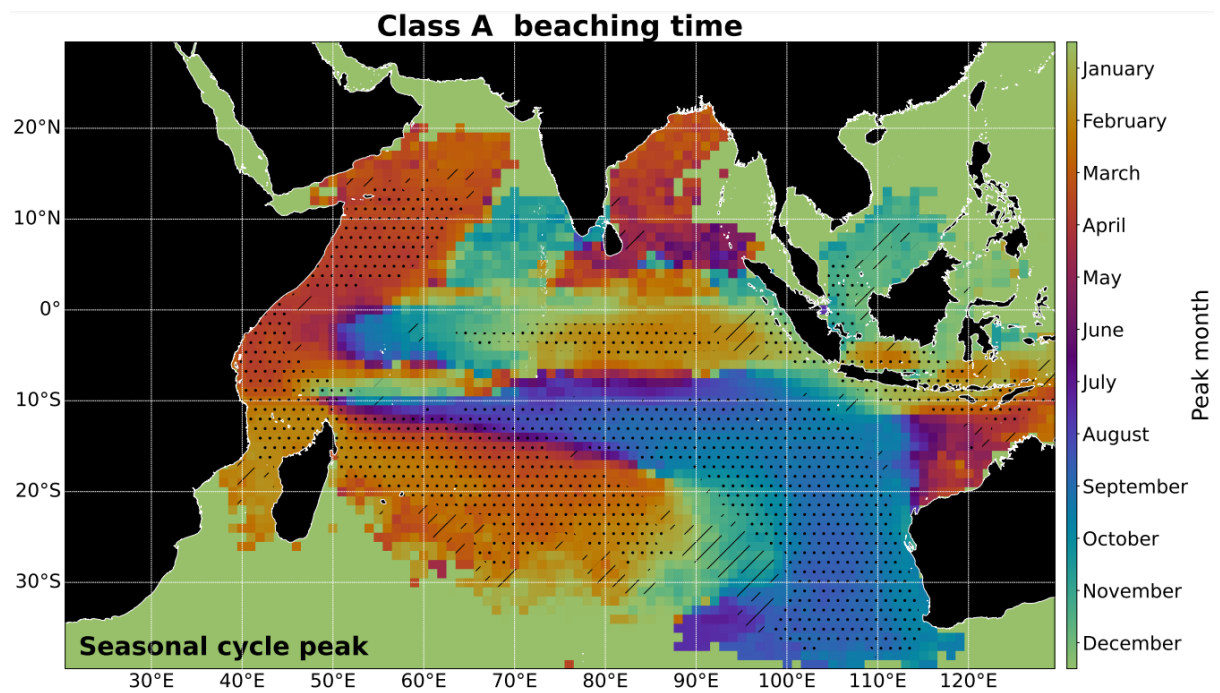 Class A  beaching time
20°N
10°N
0°
10°S
20°S
30°S
30°E 40°E 50°E 60°E 70°E 80°E 90°E 100°E 110°E 120°E
Seasonal cycle peak
January
February
March
April
May
June
July
August
September
October
November
December
Peak month